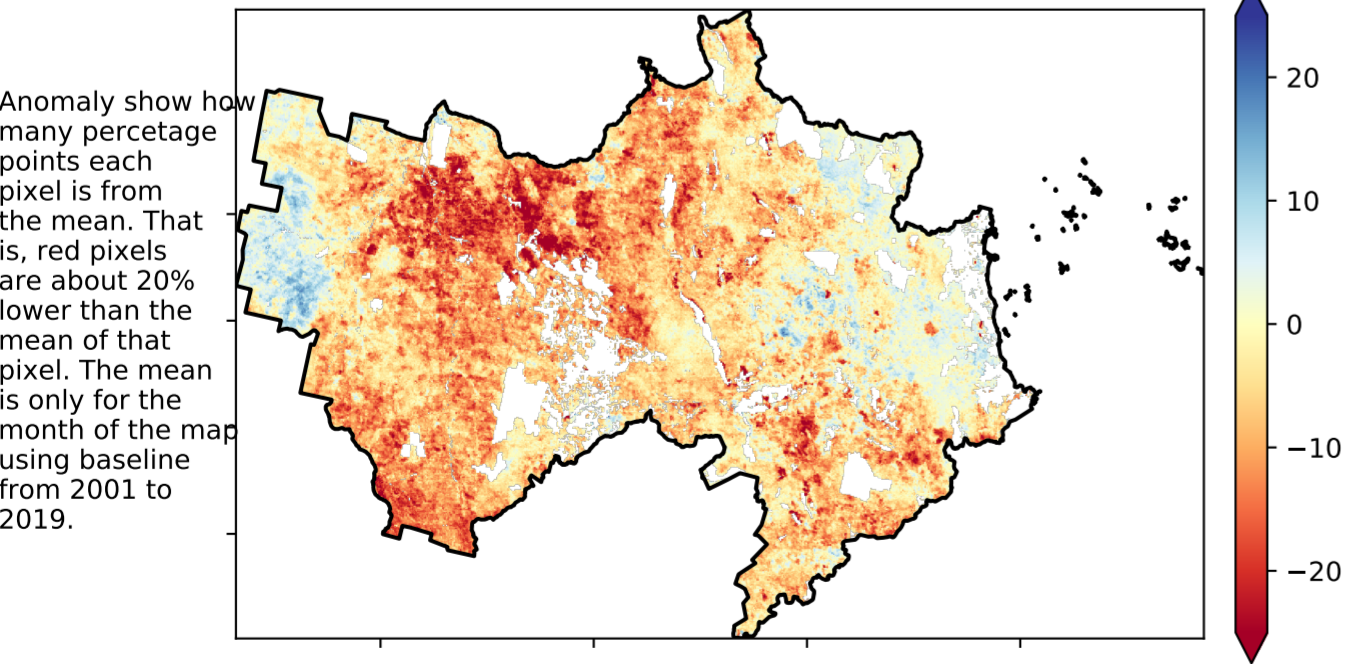 Anomaly show how
many percetage
points each
pixel is from
the mean. That
is, red pixels
are about 20%
lower than the
mean of that
pixel. The mean
is only for the
month of the map
using baseline
from 2001 to
2019.
20
10
0
−10
−20